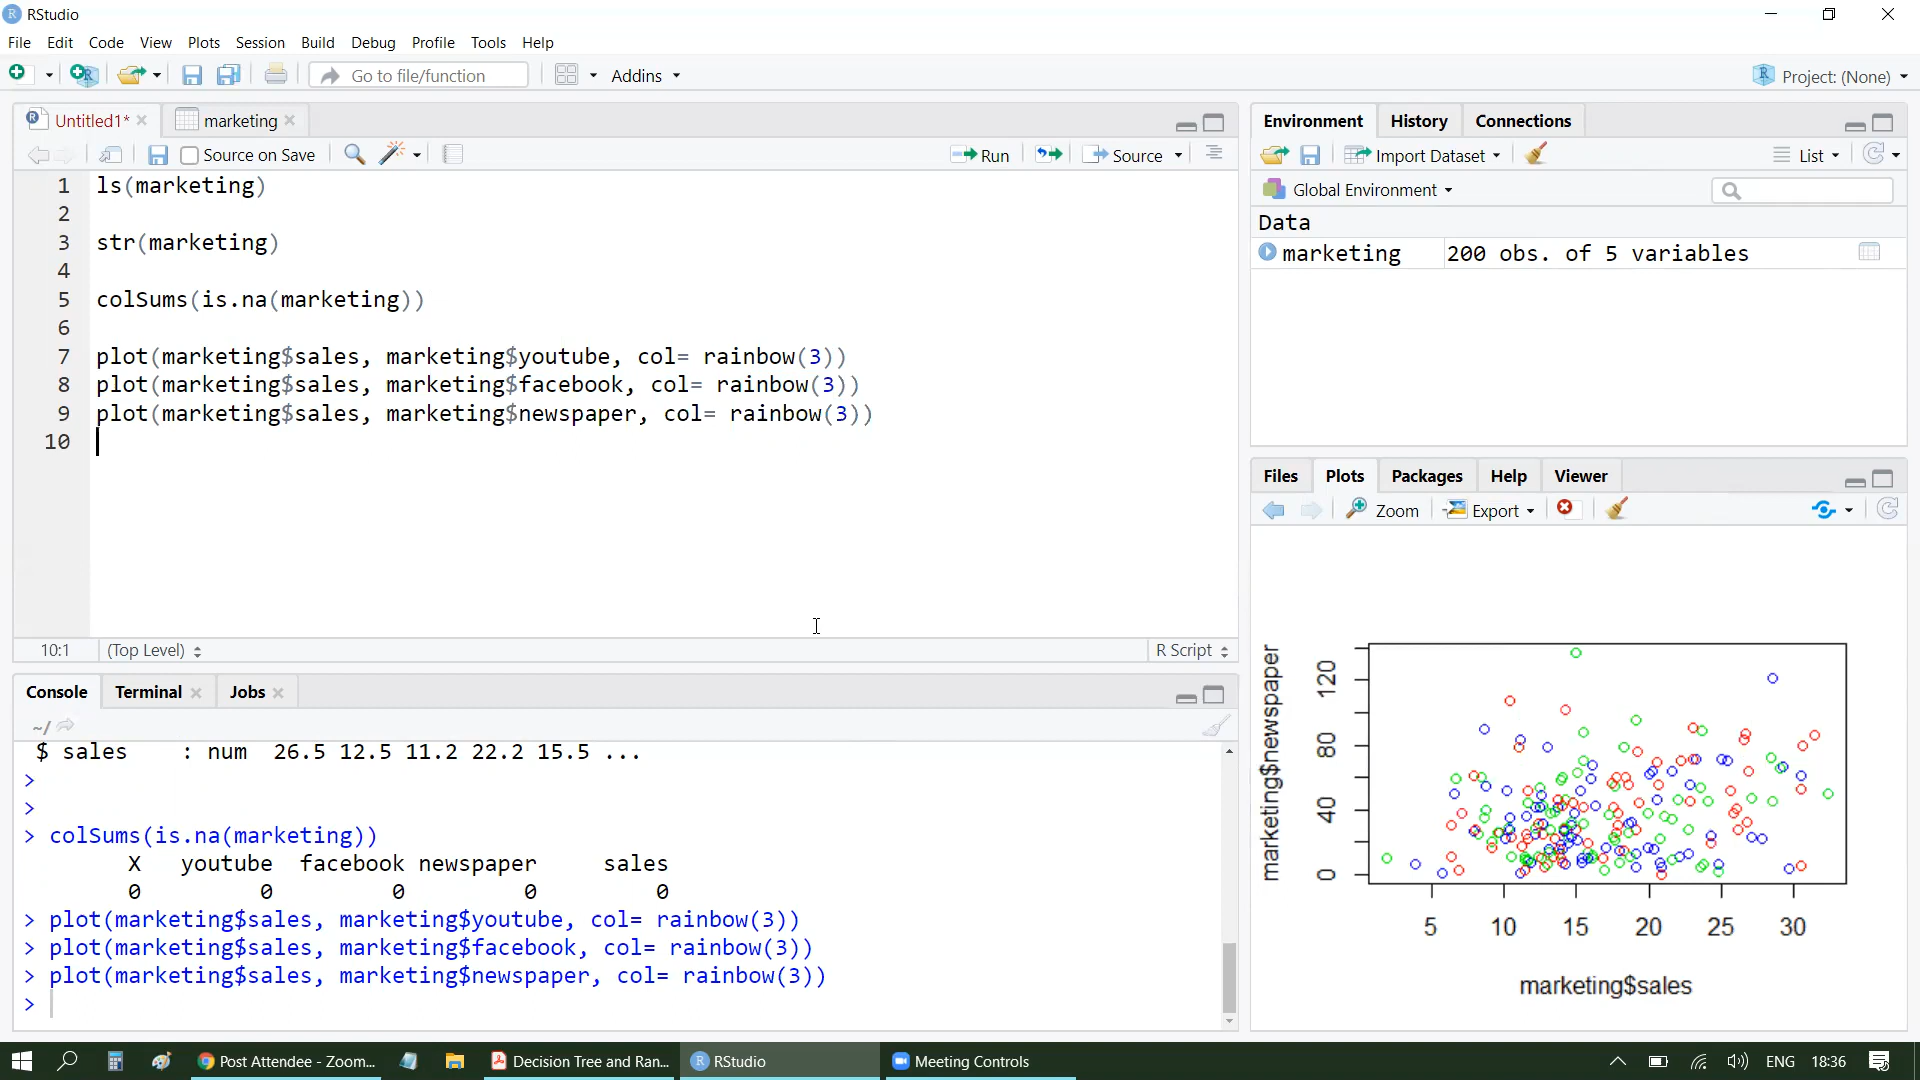 RStudio
File Edit Code View Plots Session Build Debug Profile Tools Help
Go to file/function Addins Project: (None)
Untitled1* marketing
Source on Save Run Source
1 ls(marketing)
2
3 str(marketing)
4
5 colSums(is.na(marketing))
6
7 plot(marketing$sales, marketing$youtube, col= rainbow(3))
8 plot(marketing$sales, marketing$facebook, col= rainbow(3))
9 plot(marketing$sales, marketing$newspaper, col= rainbow(3))
10
10:1 (Top Level) R Script
Console Terminal Jobs
~/
$ sales : num 26.5 12.5 11.2 22.2 15.5 ...
>
>
> colSums(is.na(marketing))
X youtube facebook newspaper sales
0 0 0 0 0
> plot(marketing$sales, marketing$youtube, col= rainbow(3))
> plot(marketing$sales, marketing$facebook, col= rainbow(3))
> plot(marketing$sales, marketing$newspaper, col= rainbow(3))
>
Environment History Connections
Import Dataset List
Global Environment
Data
marketing 200 obs. of 5 variables
Files Plots Packages Help Viewer
Zoom Export
marketing$newspaper
120
80
40
0
5 10 15 20 25 30
marketing$sales
Post Attendee - Zoom... Decision Tree and Ran... RStudio Meeting Controls ENG 18:36